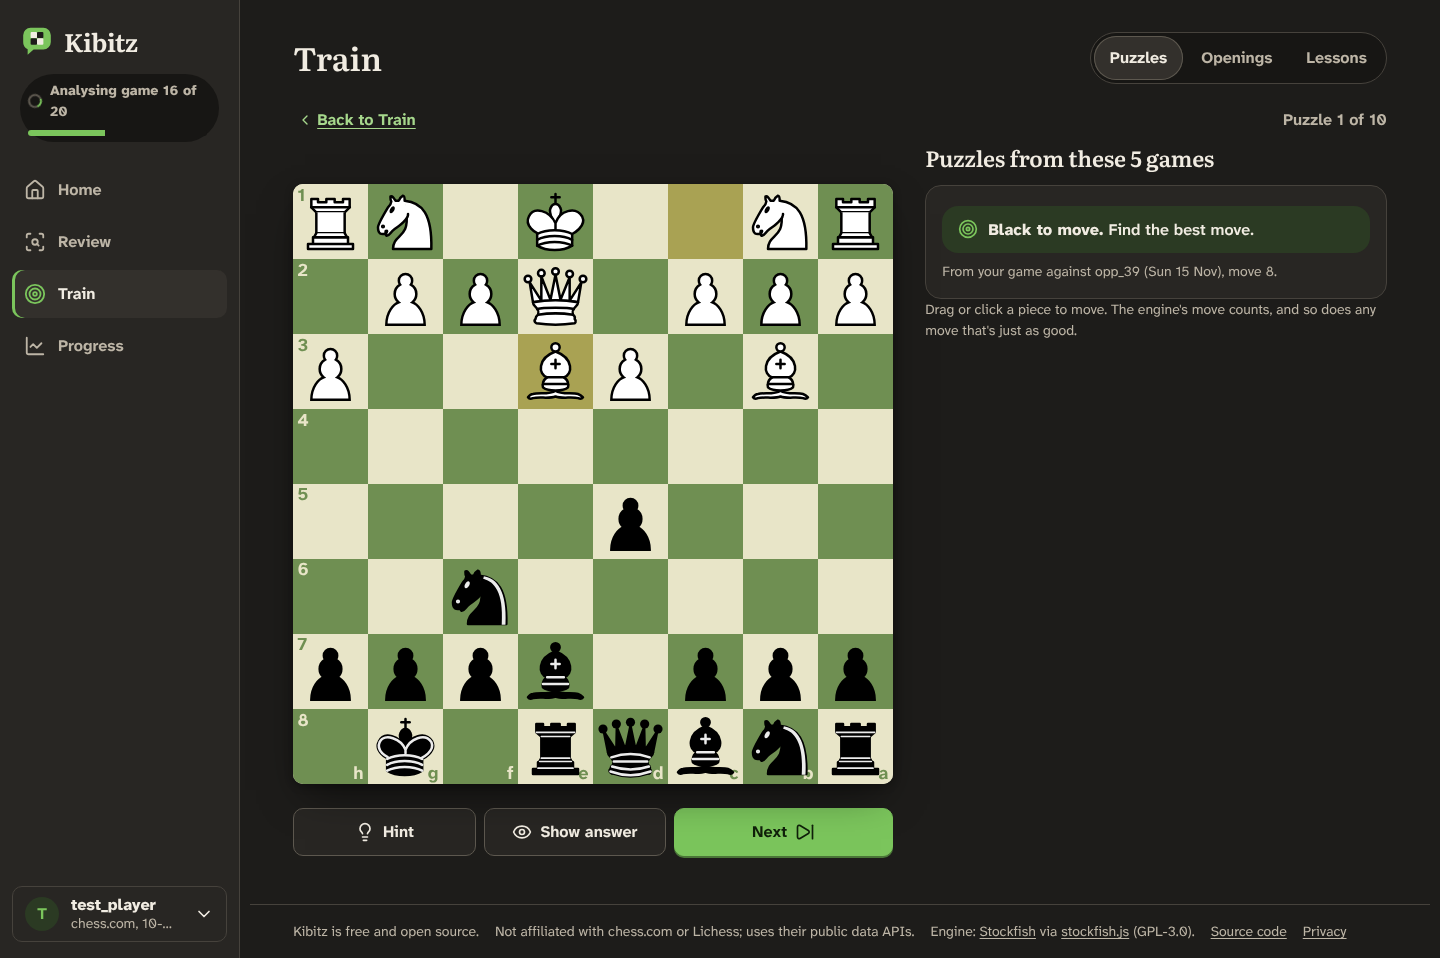 Kibitz
Analysing game 16 of
20
Home
Review
Train
Progress
test_player
chess.com, 10-...
T
Train
Puzzles
Openings
Lessons
Back to Train
Puzzle 1 of 10
1
2
3
4
5
6
7
8
h
g
f
e
d
c
b
a
Hint
Show answer
Next
Puzzles from these 5 games
Black to move. Find the best move.
From your game against opp_39 (Sun 15 Nov), move 8.
Drag or click a piece to move. The engine's move counts, and so does any
move that's just as good.
Kibitz is free and open source. Not affiliated with chess.com or Lichess; uses their public data APIs. Engine: Stockfish via stockfish.js (GPL-3.0). Source code Privacy